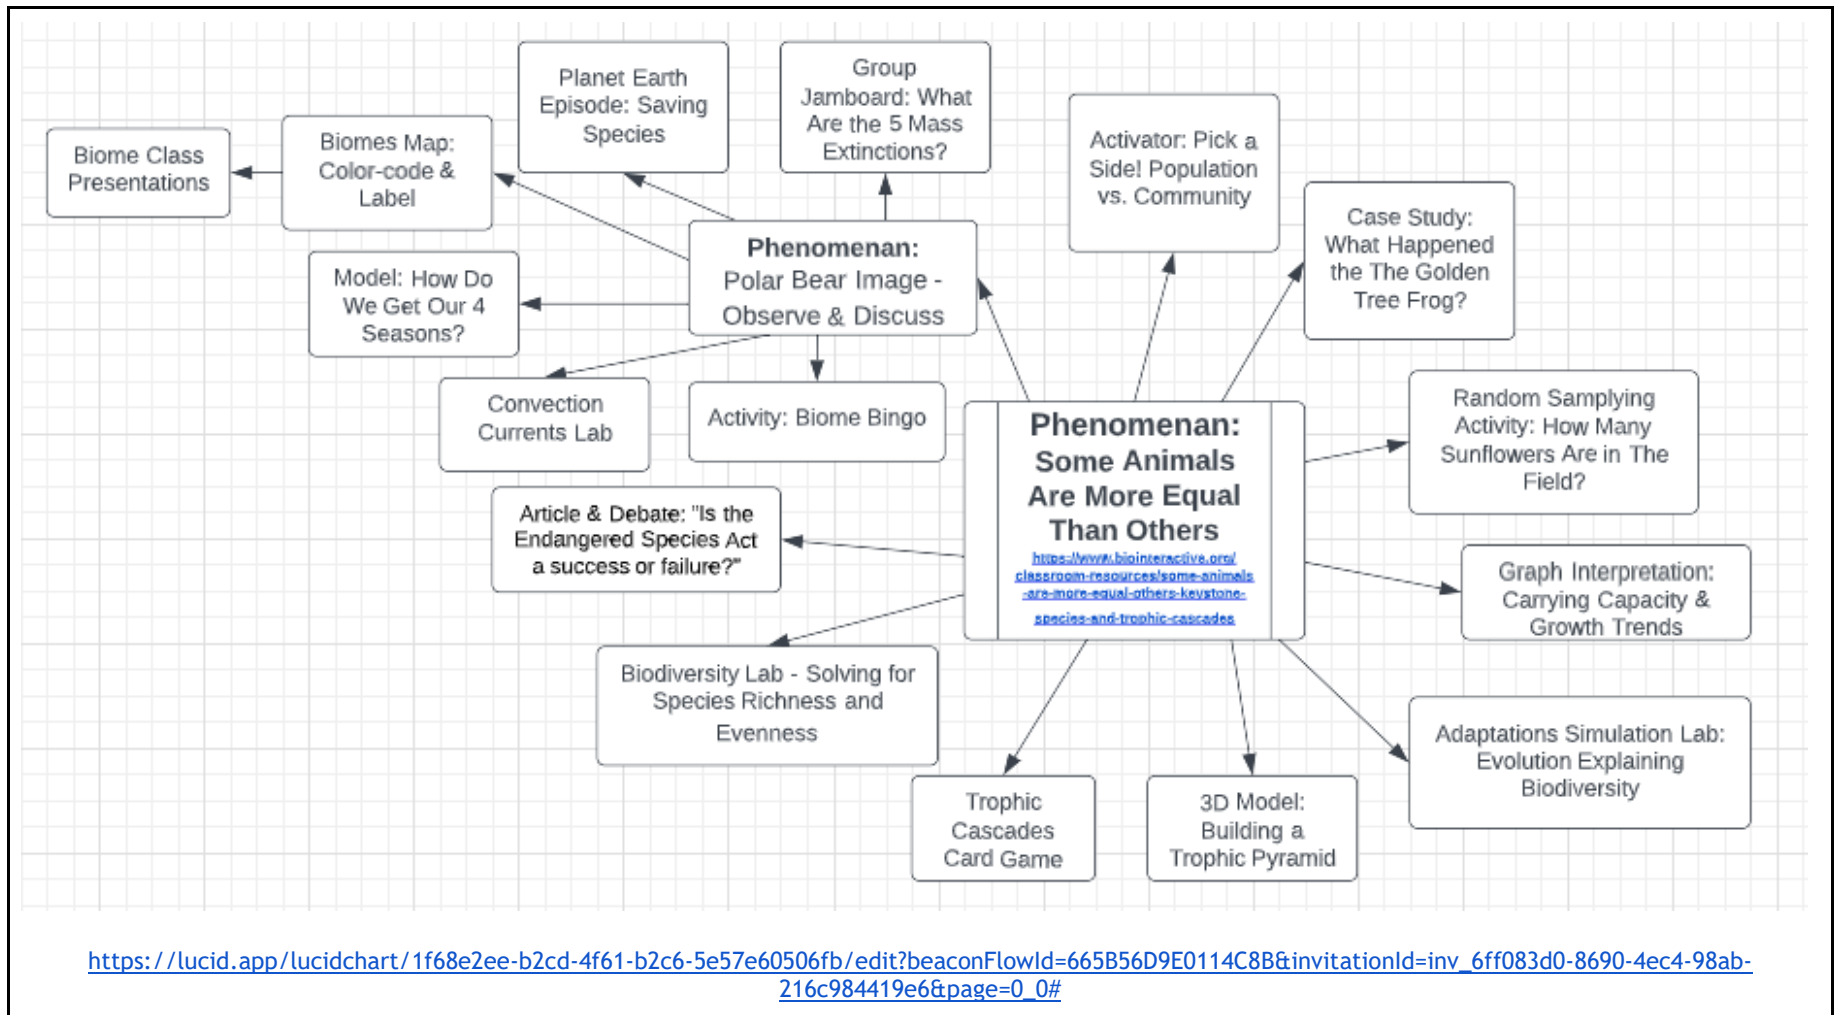 Planet Earth
Episode: Saving
Species
Group
Jamboard: What
Are the 5 Mass
Extinctions?
Activator: Pick a
Side! Population
vs. Community
Biome Class
Presentations
Biomes Map:
Color-code &
Label
Case Study:
What Happened
the The Golden
Tree Frog?
Phenomenan:
Polar Bear Image -
Observe & Discuss
Model: How Do
We Get Our 4
Seasons?
Convection
Currents Lab
Activity: Biome Bingo
Random Samplying
Activity: How Many
Sunflowers Are in The
Field?
Phenomenan:
Some Animals
Are More Equal
Than Others
https://www.biointeractive.org/
classroom-resources/some-animals
-are-more-equal-others-keystone-
species-and-trophic-cascades
Article & Debate: "Is the
Endangered Species Act
a success or failure?"
Graph Interpretation:
Carrying Capacity &
Growth Trends
Biodiversity Lab - Solving for
Species Richness and
Evenness
Adaptations Simulation Lab:
Evolution Explaining
Biodiversity
Trophic
Cascades
Card Game
3D Model:
Building a
Trophic Pyramid
https://lucid.app/lucidchart/1f68e2ee-b2cd-4f61-b2c6-5e57e60506fb/edit?beaconFlowId=665B56D9E0114C8B&invitationId=inv_6ff083d0-8690-4ec4-98ab-
216c984419e6&page=0_0#